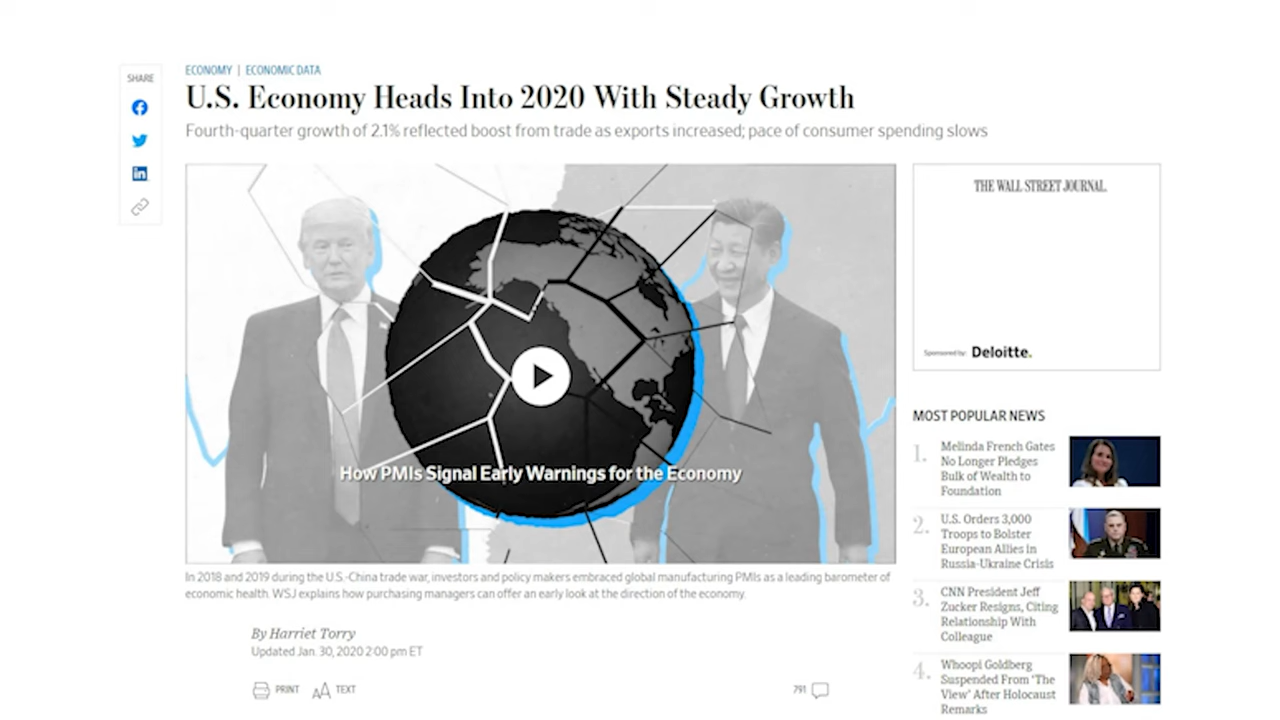 SHARE
ECONOMY | ECONOMIC DATA
U.S. Economy Heads Into 2020 With Steady Growth
Fourth-quarter growth of 2.1% reflected boost from trade as exports increased; pace of consumer spending slows
in
How PMIs Signal Early Warnings for the Economy
In 2018 and 2019 during the U.S.-China trade war, investors and policy makers embraced global manufacturing PMIs as a leading barometer of
economic health. WSJ explains how purchasing managers can offer an early look at the direction of the economy.
By Harriet Torry
Updated Jan. 30, 2020 2:00 pm ET
PRINT
AA TEXT
791
THE WALL STREET JOURNAL.
Sponsored by: Deloitte.
MOST POPULAR NEWS
1. Melinda French Gates
No Longer Pledges
Bulk of Wealth to
Foundation
2. U.S. Orders 3,000
Troops to Bolster
European Allies in
Russia-Ukraine Crisis
3. CNN President Jeff
Zucker Resigns, Citing
Relationship With
Colleague
4. Whoopi Goldberg
Suspended From 'The
View' After Holocaust
Remarks